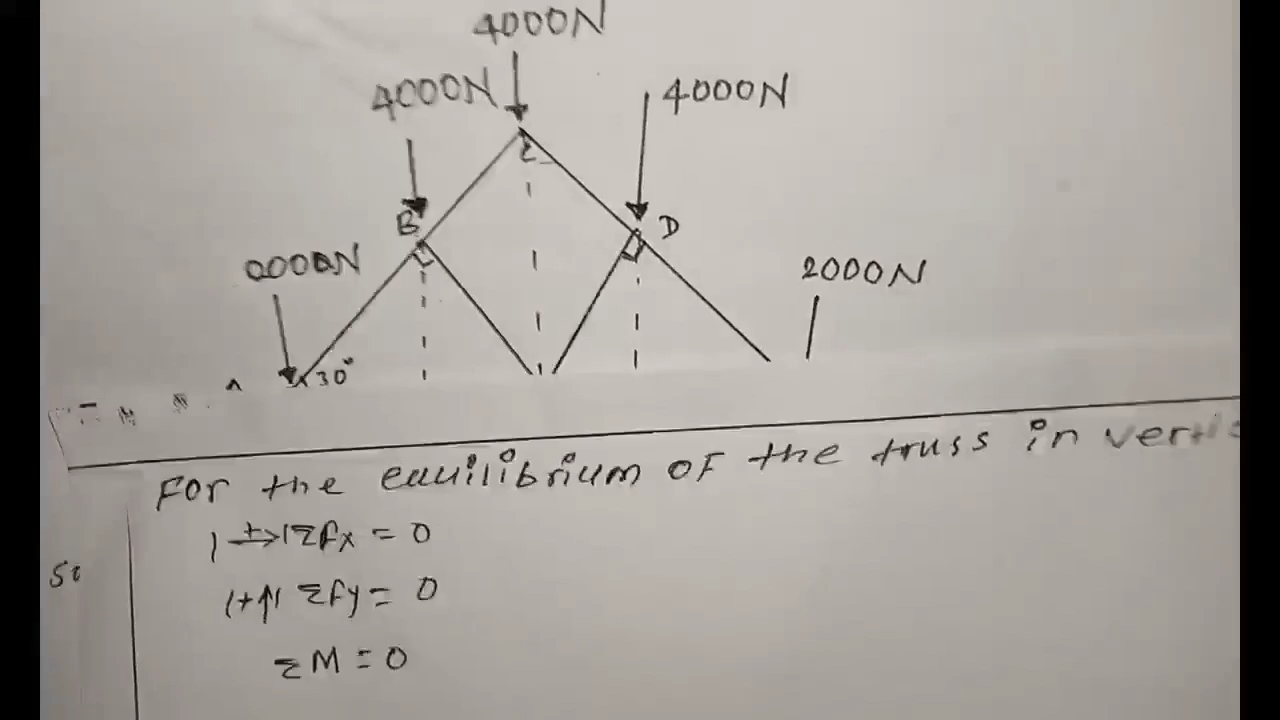 4000N
4000N
4000N
B
D
2000N
30°
For the equilibrium of the truss in
ΣFx = 0
ΣFy = 0
ΣM = 0